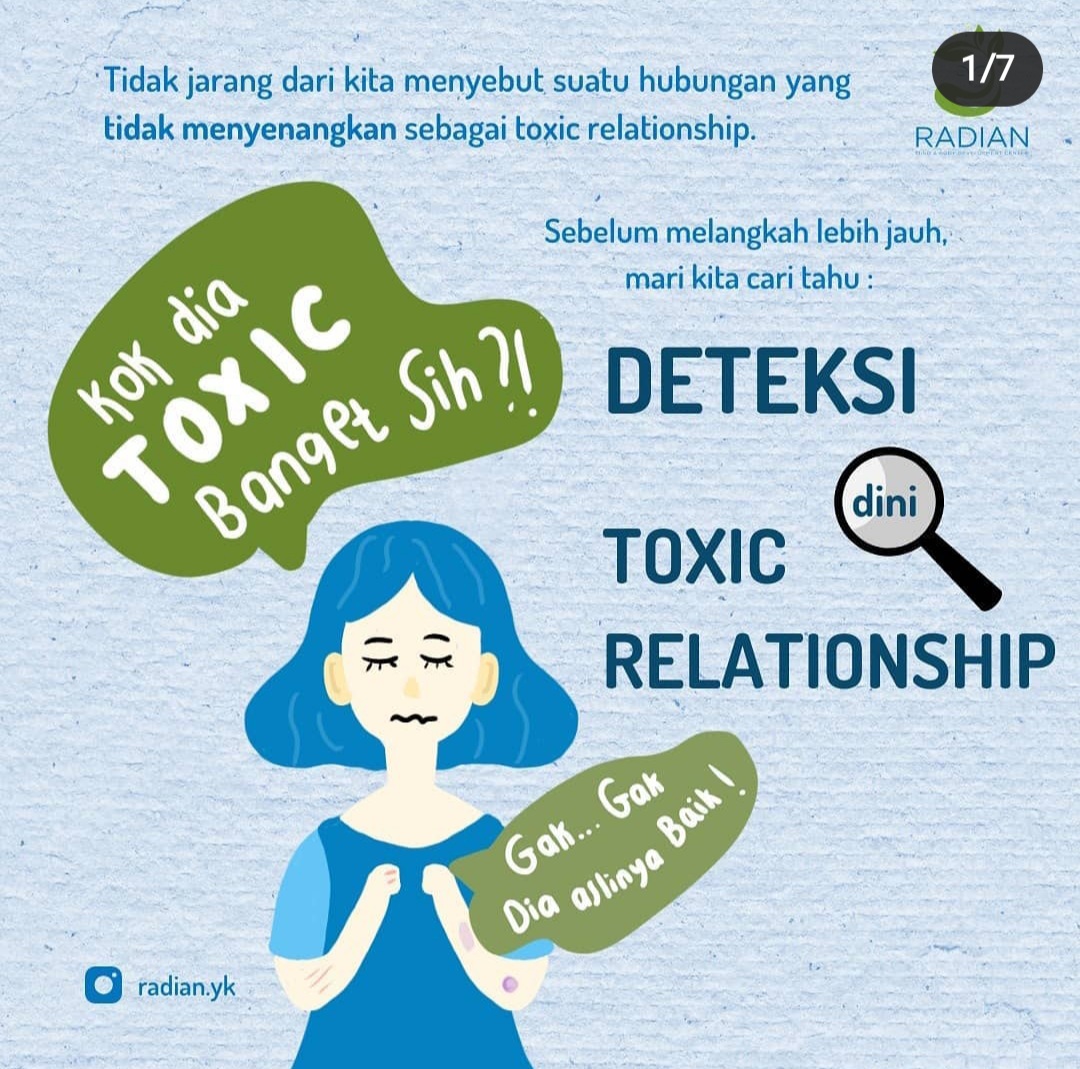 Tidak jarang dari kita menyebut suatu hubungan yang
tidak menyenangkan sebagai toxic relationship.
1/7
RADIAN
Sebelum melangkah lebih jauh,
mari kita cari tahu :
Kok dia
TOXIC
Banget Sih?!
DETEKSI
dini
TOXIC
RELATIONSHIP
Gak... Gak
Dia aslinya Baik!
radian.yk